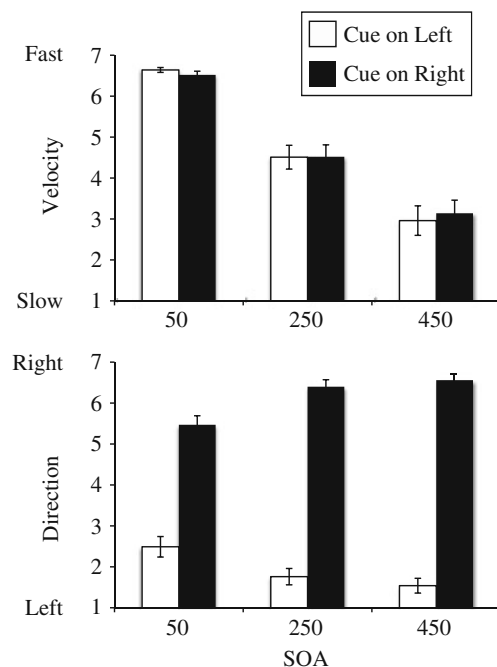 Cue on Left
Cue on Right
Fast
7
6
5
4
3
2
Slow 1
Velocity
50 250 450
Right 7
6
5
4
3
2
Left 1
Direction
50 250 450
SOA